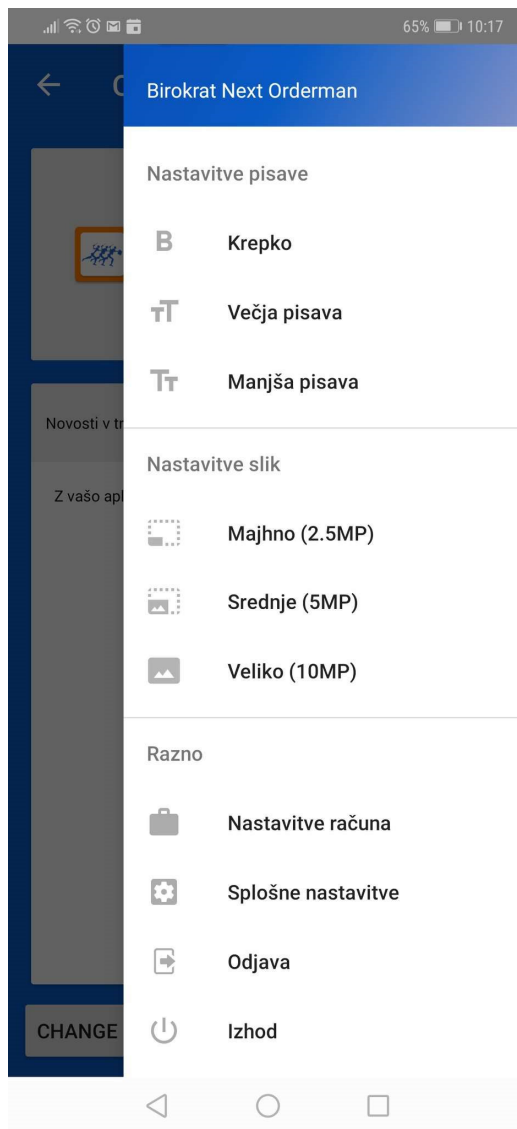 65% 10:17
Birokrat Next Orderman
Nastavitve pisave
B Krepko
Večja pisava
Manjša pisava
Novosti v tr
Nastavitve slik
Z vašo apl
Majhno (2.5MP)
Srednje (5MP)
Veliko (10MP)
Razno
Nastavitve računa
Splošne nastavitve
Odjava
CHANGE
Izhod